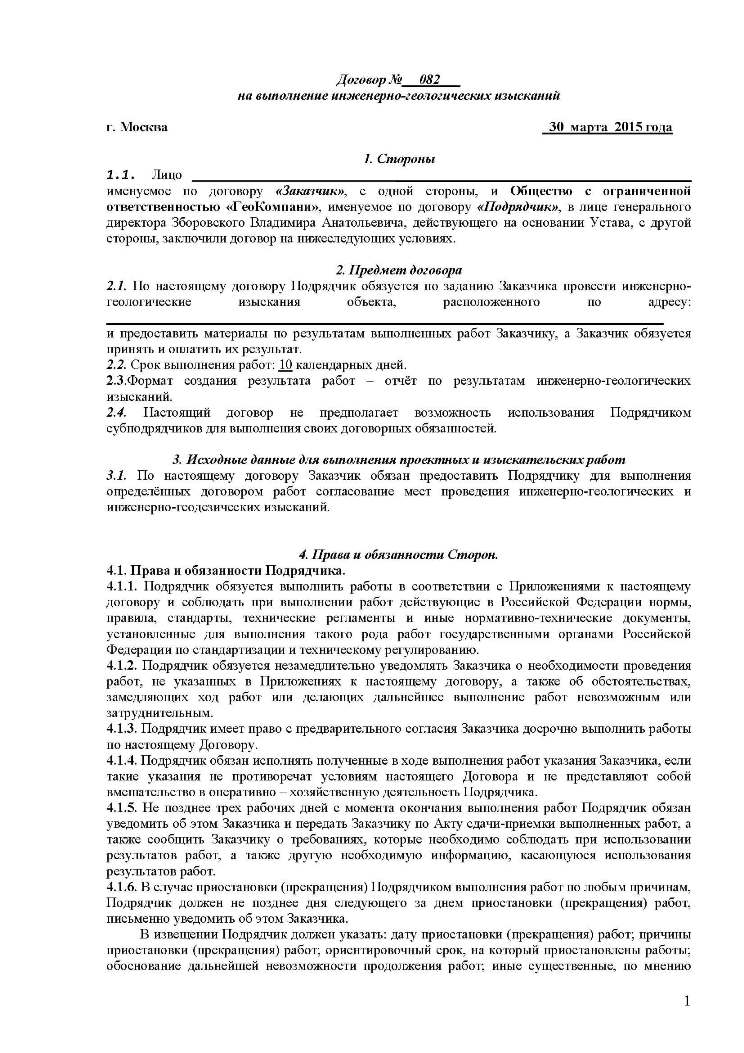 Договор №    082
на выполнение инженерно-геологических изысканий
г. Москва 30 марта 2015 года
1. Стороны
1.1. Лицо
именуемое по договору «Заказчик», с одной стороны, и Общество с ограниченной
ответственностью «ГеоКомпани», именуемое по договору «Подрядчик», в лице генерального
директора Зборовского Владимира Анатольевича, действующего на основании Устава, с другой
стороны, заключили договор на нижеследующих условиях.
2. Предмет договора
2.1. По настоящему договору Подрядчик обязуется по заданию Заказчика провести инженерно-
геологические изыскания объекта, расположенного по адресу:
и предоставить материалы по результатам выполненных работ Заказчику, а Заказчик обязуется
принять и оплатить их результат.
2.2. Срок выполнения работ: 10 календарных дней.
2.3.Формат создания результата работ – отчёт по результатам инженерно-геологических
изысканий.
2.4. Настоящий договор не предполагает возможность использования Подрядчиком
субподрядчиков для выполнения своих договорных обязанностей.
3. Исходные данные для выполнения проектных и изыскательских работ
3.1. По настоящему договору Заказчик обязан предоставить Подрядчику для выполнения
определённых договором работ согласование мест проведения инженерно-геологических и
инженерно-геодезических изысканий.
4. Права и обязанности Сторон.
4.1. Права и обязанности Подрядчика.
4.1.1. Подрядчик обязуется выполнить работы в соответствии с Приложениями к настоящему
договору и соблюдать при выполнении работ действующие в Российской Федерации нормы,
правила, стандарты, технические регламенты и иные нормативно-технические документы,
установленные для выполнения такого рода работ государственными органами Российской
Федерации по стандартизации и техническому регулированию.
4.1.2. Подрядчик обязуется незамедлительно уведомлять Заказчика о необходимости проведения
работ, не указанных в Приложениях к настоящему договору, а также об обстоятельствах,
замедляющих ход работ или делающих дальнейшее выполнение работ невозможным или
затруднительным.
4.1.3. Подрядчик имеет право с предварительного согласия Заказчика досрочно выполнить работы
по настоящему Договору.
4.1.4. Подрядчик обязан исполнять полученные в ходе выполнения работ указания Заказчика, если
такие указания не противоречат условиям настоящего Договора и не представляют собой
вмешательство в оперативно – хозяйственную деятельность Подрядчика.
4.1.5. Не позднее трех рабочих дней с момента окончания выполнения работ Подрядчик обязан
уведомить об этом Заказчика и передать Заказчику по Акту сдачи-приемки выполненных работ, а
также сообщить Заказчику о требованиях, которые необходимо соблюдать при использовании
результатов работ, а также другую необходимую информацию, касающуюся использования
результатов работ.
4.1.6. В случае приостановки (прекращения) Подрядчиком выполнения работ по любым причинам,
Подрядчик должен не позднее дня следующего за днем приостановки (прекращения) работ,
письменно уведомить об этом Заказчика.
В извещении Подрядчик должен указать: дату приостановки (прекращения) работ; причины
приостановки (прекращения) работ; ориентировочный срок, на который приостановлены работы;
обоснование дальнейшей невозможности продолжения работ; иные существенные, по мнению
1